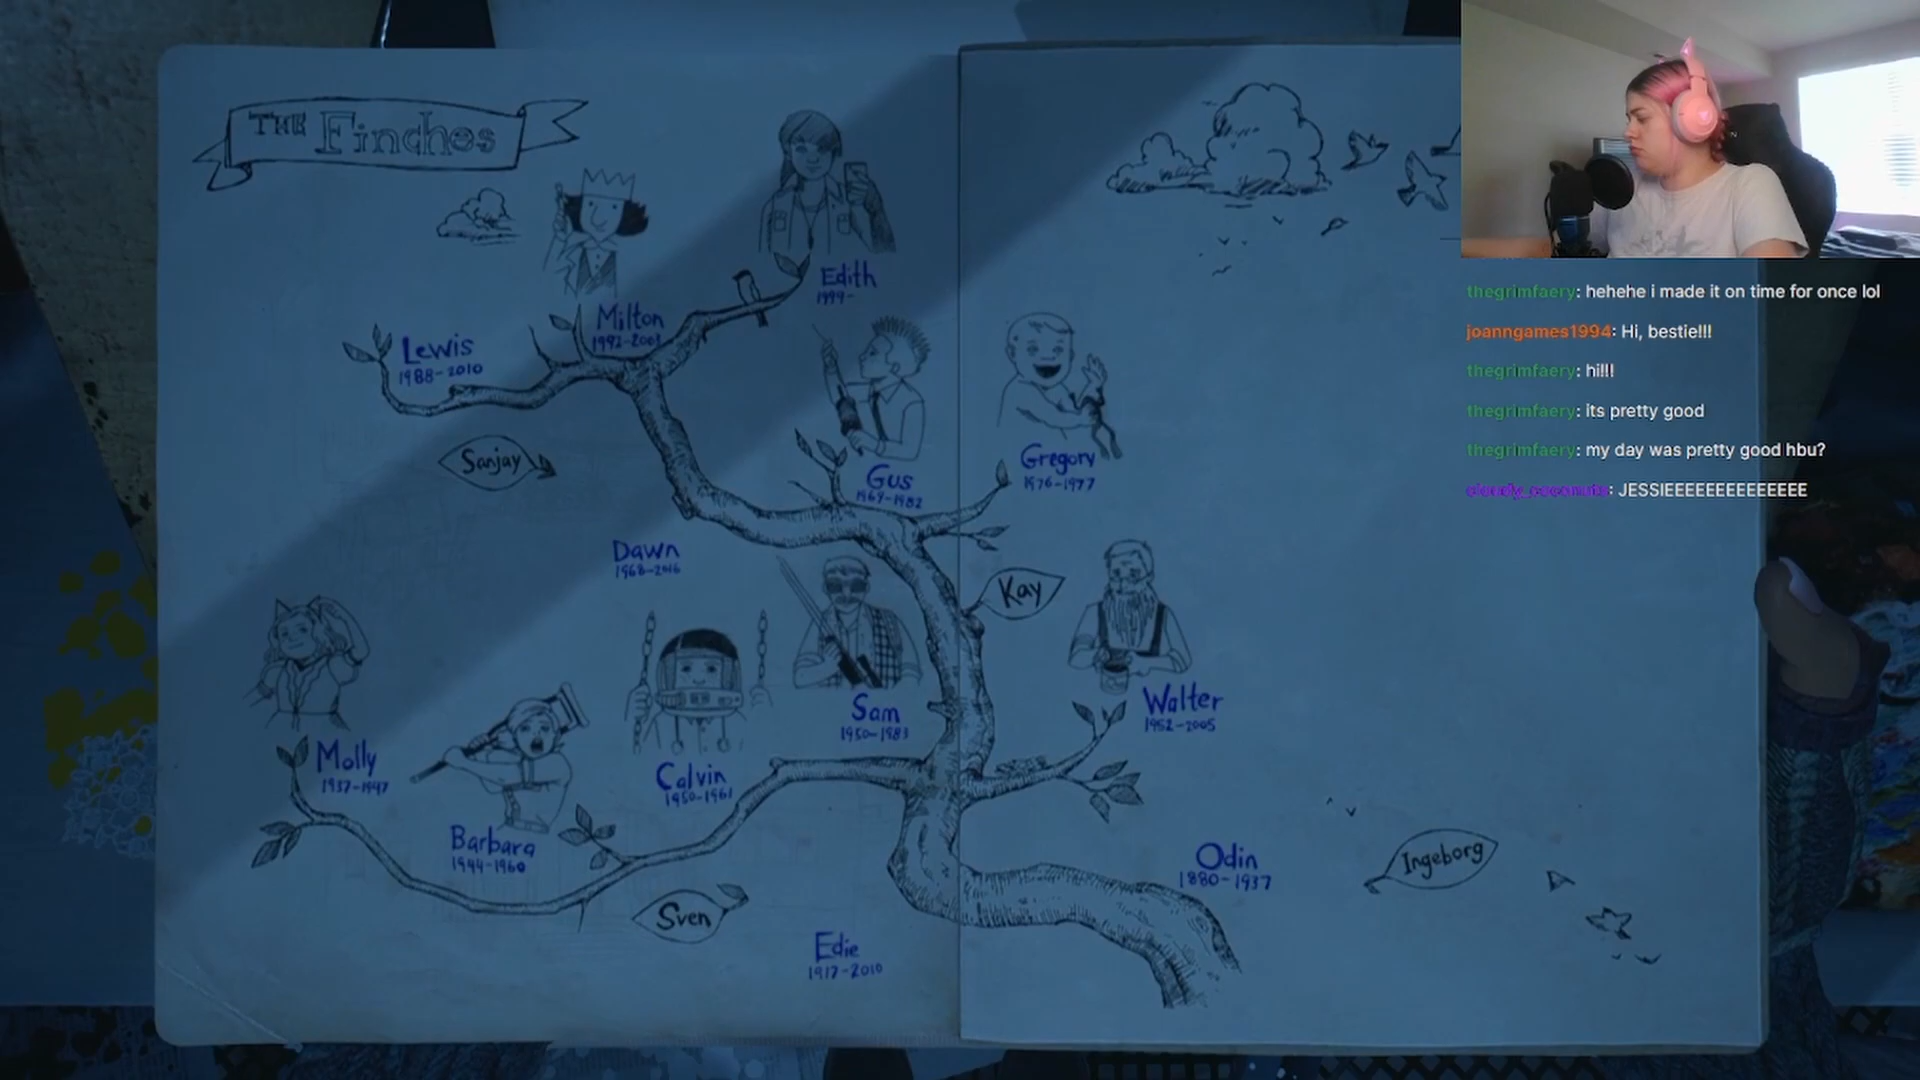 THE Finches
Edith
1999-
Milton
1992-2003
Lewis
1988-2010
Sanjay
Gus
1969-1982
Gregory
1976-1977
Dawn
1968-2016
Kay
Sam
1950-1983
Walter
1952-2005
Molly
1937-1947
Calvin
1950-1961
Barbara
1944-1960
Sven
Odin
1880-1937
Ingeborg
Edie
1917-2010
thegrimfaery: hehehe i made it on time for once lol
joanngames1994: Hi, bestie!!!
thegrimfaery: hi!!!
thegrimfaery: its pretty good
thegrimfaery: my day was pretty good hbu?
cloudy_coconuts: JESSIEEEEEEEEEEEEEE